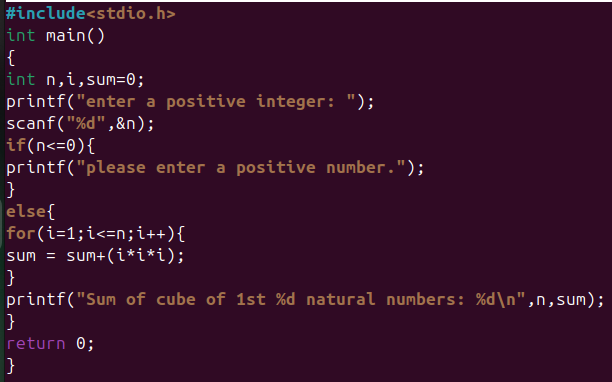 #include<stdio.h>
int main()
{
int n,i,sum=0;
printf("enter a positive integer: ");
scanf("%d",&n);
if(n<=0){
printf("please enter a positive number.");
}
else{
for(i=1;i<=n;i++){
sum = sum+(i*i*i);
}
printf("Sum of cube of 1st %d natural numbers: %d\n",n,sum);
}
return 0;
}